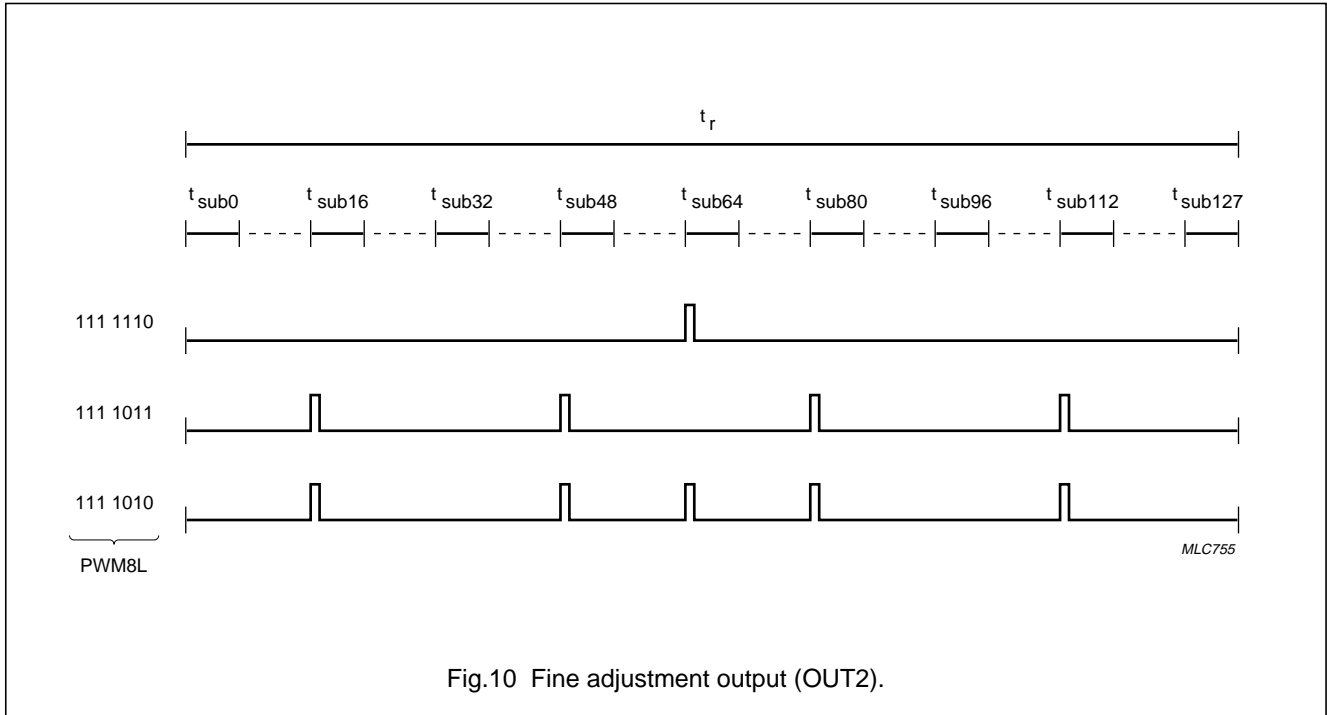 t r
t sub0 t sub16 t sub32 t sub48 t sub64 t sub80 t sub96 t sub112 t sub127
111 1110
111 1011
111 1010
PWM8L
MLC755
Fig.10 Fine adjustment output (OUT2).